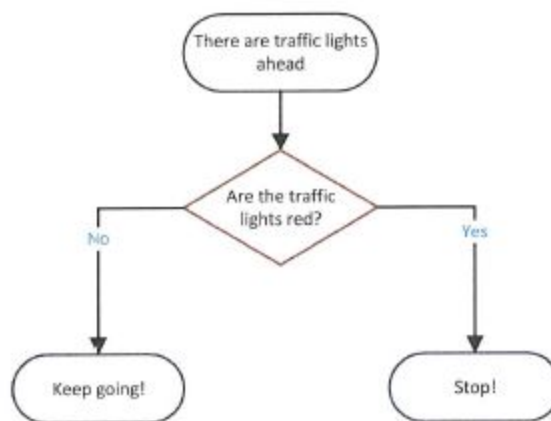 There are traffic lights
ahead
Are the traffic
lights red?
No
Yes
Keep going!
Stop!